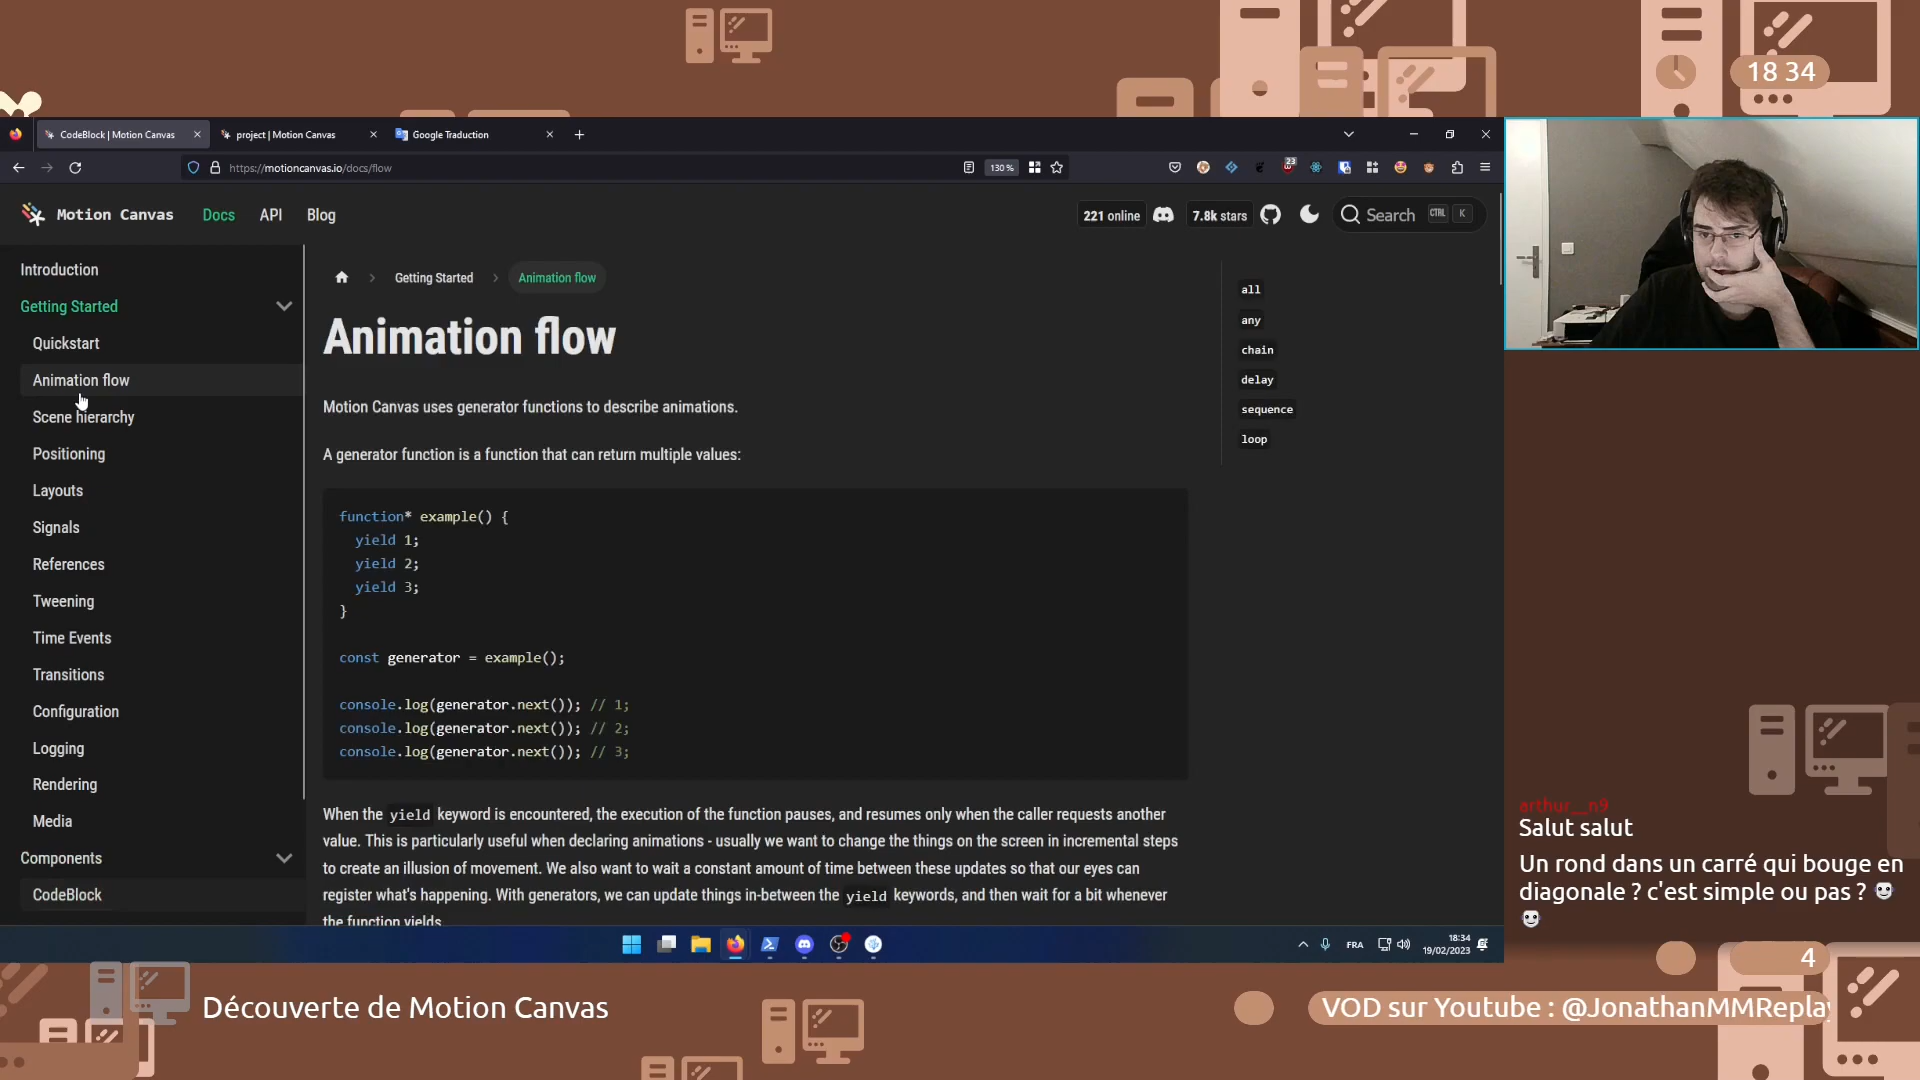 18 34
CodeBlock | Motion Canvas
project | Motion Canvas
Google Traduction
https://motioncanvas.io/docs/flow
130 %
23
Motion Canvas
Docs
API
Blog
221 online
7.8k stars
Search
CTRL K
Introduction
Getting Started
Quickstart
Animation flow
Scene hierarchy
Positioning
Layouts
Signals
References
Tweening
Time Events
Transitions
Configuration
Logging
Rendering
Media
Components
CodeBlock
Getting Started
Animation flow
Animation flow
Motion Canvas uses generator functions to describe animations.
A generator function is a function that can return multiple values:
function* example() {
yield 1;
yield 2;
yield 3;
}
const generator = example();
console.log(generator.next()); // 1;
console.log(generator.next()); // 2;
console.log(generator.next()); // 3;
When the yield keyword is encountered, the execution of the function pauses, and resumes only when the caller requests another
value. This is particularly useful when declaring animations - usually we want to change the things on the screen in incremental steps
to create an illusion of movement. We also want to wait a constant amount of time between these updates so that our eyes can
register what's happening. With generators, we can update things in-between the yield keywords, and then wait for a bit whenever
the function yields.
all
any
chain
delay
sequence
loop
arthur__n9
Salut salut
Un rond dans un carré qui bouge en
diagonale ? c'est simple ou pas ?
FRA
18:34
19/02/2023
4
Découverte de Motion Canvas
VOD sur Youtube : @JonathanMMReplay